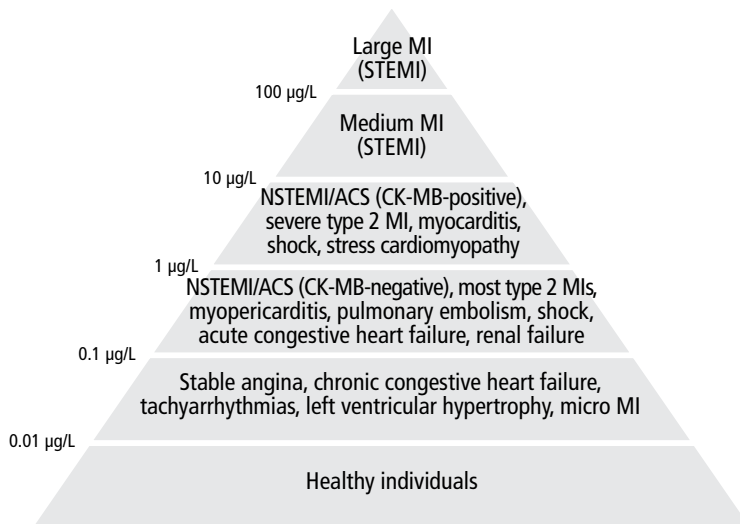 Large MI
(STEMI)
100 µg/L
Medium MI
(STEMI)
10 µg/L
NSTEMI/ACS (CK-MB-positive),
severe type 2 MI, myocarditis,
shock, stress cardiomyopathy
1 µg/L
NSTEMI/ACS (CK-MB-negative), most type 2 MIs,
myopericarditis, pulmonary embolism, shock,
acute congestive heart failure, renal failure
0.1 µg/L
Stable angina, chronic congestive heart failure,
tachyarrhythmias, left ventricular hypertrophy, micro MI
0.01 µg/L
Healthy individuals